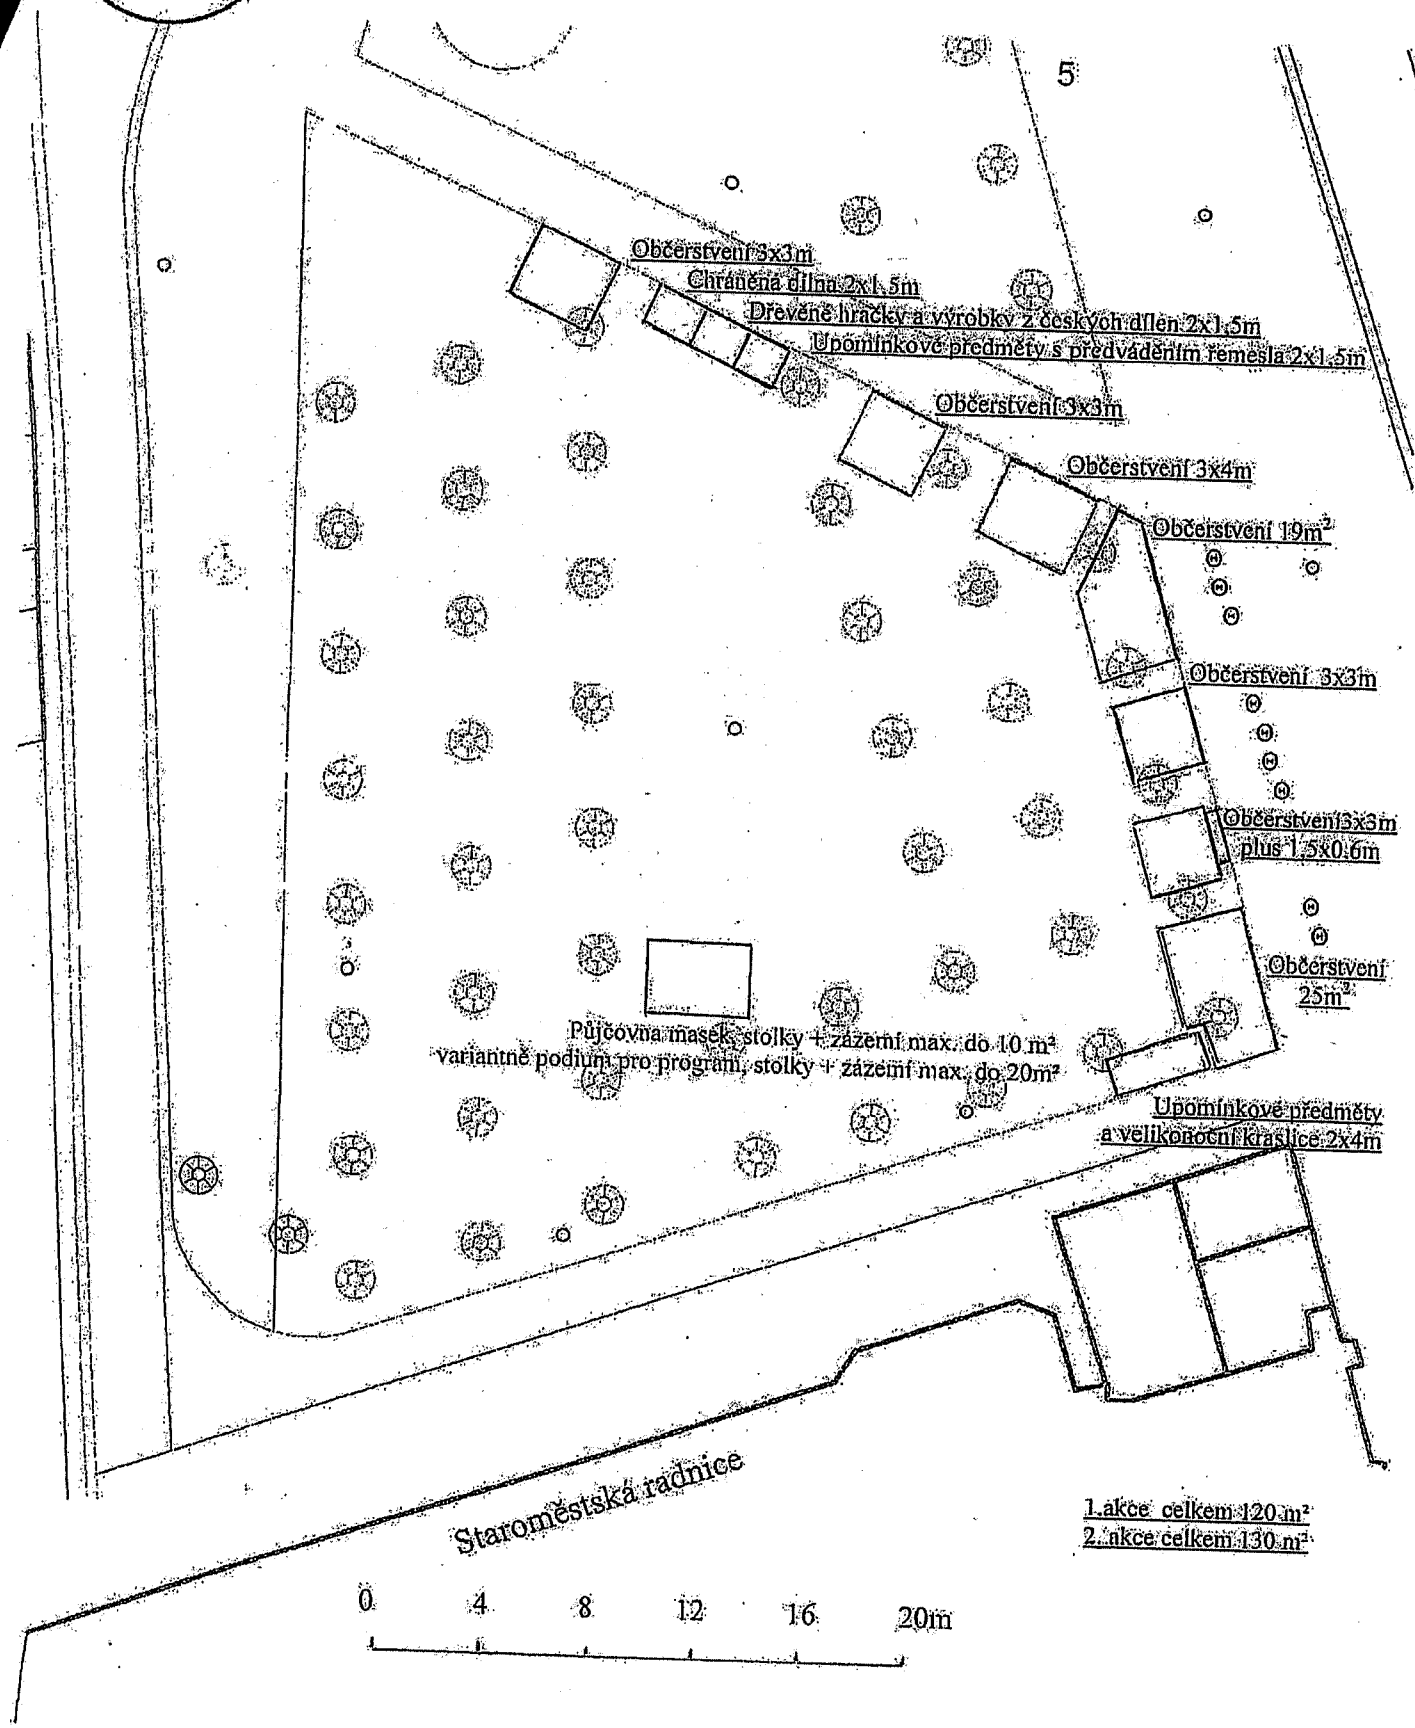 5
Občerstvení 3x3m
Chráněná dílna 2x1,5m
Dřevěné hračky a výrobky z českých dílen 2x1,5m
Upomínkové předměty s předváděním řemesla 2x1,5m
Občerstvení 3x3m
Občerstvení 3x4m
Občerstvení 19m²
Občerstvení 3x3m
Občerstvení3x3m
plus 1,5x0,6m
3
Občerstvení
25m²
Půjčovna masek, stolky + zázemí max. do 10 m²
variantně podium pro program, stolky + zázemí max. do 20m²
Upomínkové předměty
a velikonoční kraslice 2x4m
Staroměstská radnice
1.akce celkem 120 m²
2. akce celkem 130 m²
0 4 8 12 16 20m